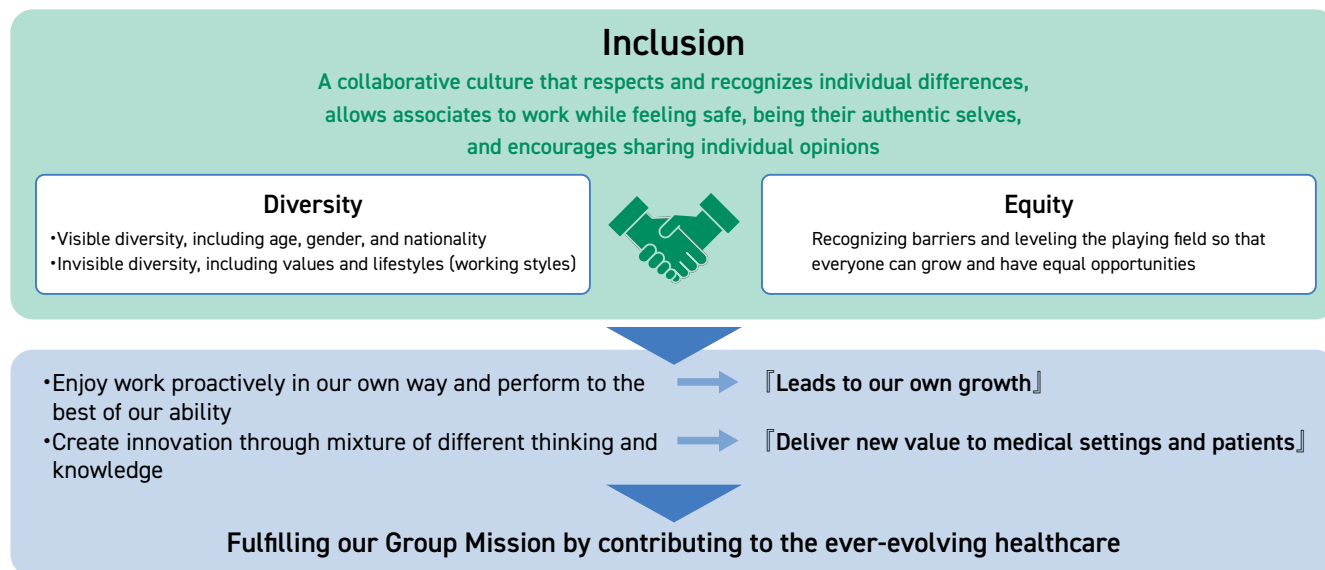 Inclusion
A collaborative culture that respects and recognizes individual differences,
allows associates to work while feeling safe, being their authentic selves,
and encourages sharing individual opinions
Diversity
・Visible diversity, including age, gender, and nationality
・Invisible diversity, including values and lifestyles (working styles)
Equity
Recognizing barriers and leveling the playing field so that
everyone can grow and have equal opportunities
・Enjoy work proactively in our own way and perform to the
best of our ability
『Leads to our own growth』
・Create innovation through mixture of different thinking and
knowledge
『Deliver new value to medical settings and patients』
Fulfilling our Group Mission by contributing to the ever-evolving healthcare